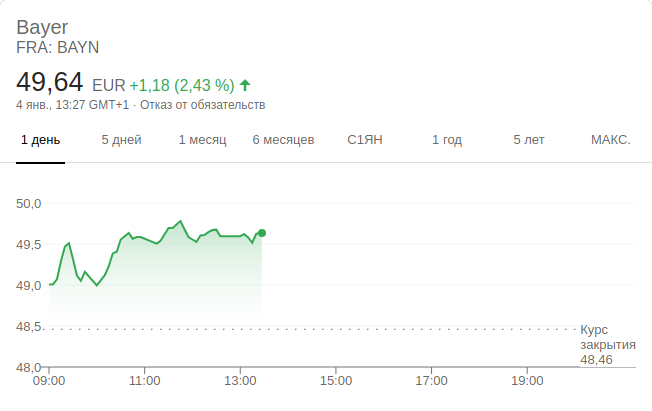 Bayer
FRA: BAYN
49,64 EUR +1,18 (2,43 %)
4 янв., 13:27 GMT+1 · Отказ от обязательств
1 день 5 дней 1 месяц 6 месяцев С1ЯН 1 год 5 лет МАКС.
50,0
49,5
49,0
48,5
Курс
закрытия
48,46
48,0
09:00 11:00 13:00 15:00 17:00 19:00